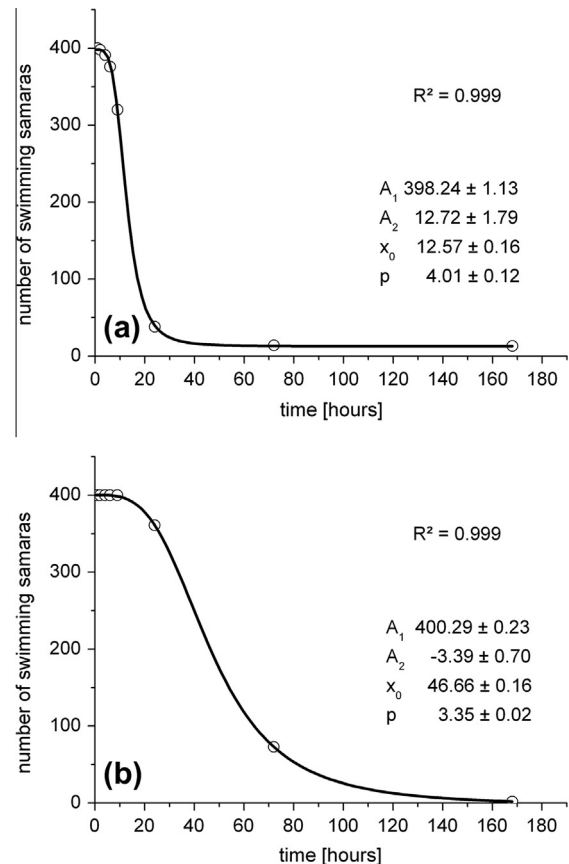 400
300
200
100
0
number of swimming samaras
R² = 0.999
A₁ 398.24 ± 1.13
A₂ 12.72 ± 1.79
x₀ 12.57 ± 0.16
p 4.01 ± 0.12
(a)
0 20 40 60 80 100 120 140 160 180
time [hours]
400
300
200
100
0
number of swimming samaras
R² = 0.999
A₁ 400.29 ± 0.23
A₂ -3.39 ± 0.70
x₀ 46.66 ± 0.16
p 3.35 ± 0.02
(b)
0 20 40 60 80 100 120 140 160 180
time [hours]